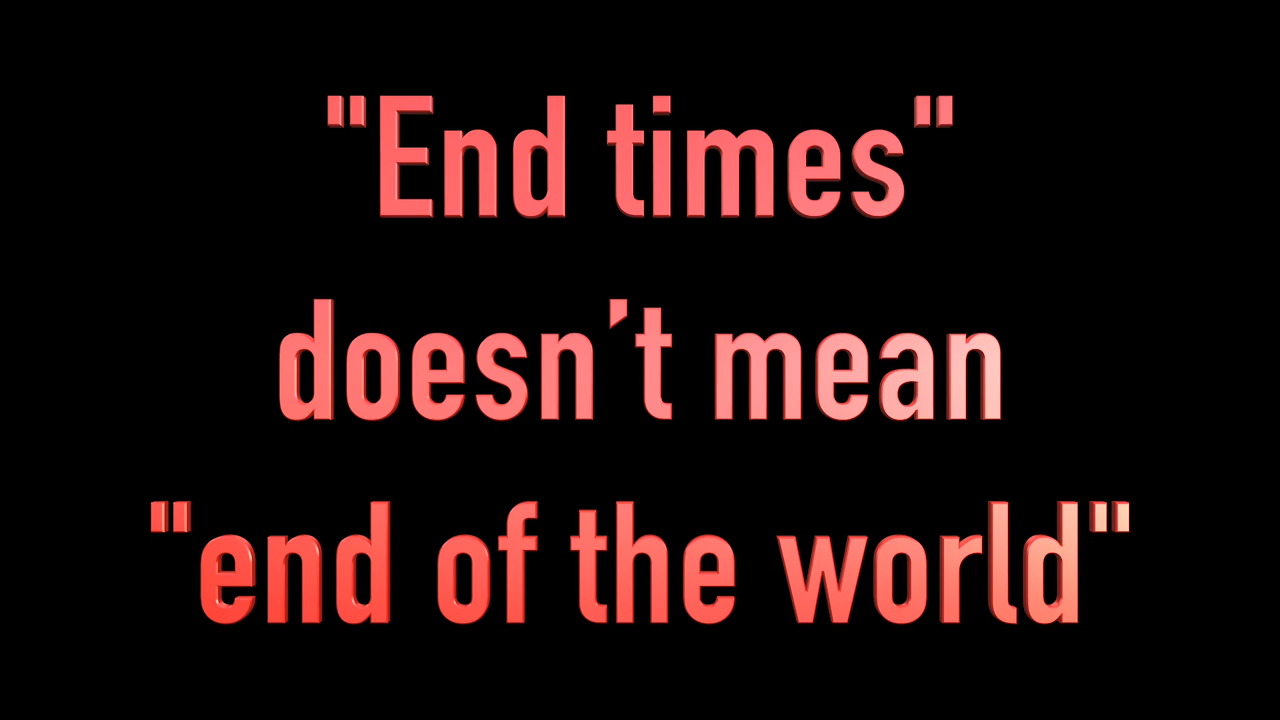 "End times"
doesn't mean
"end of the world"